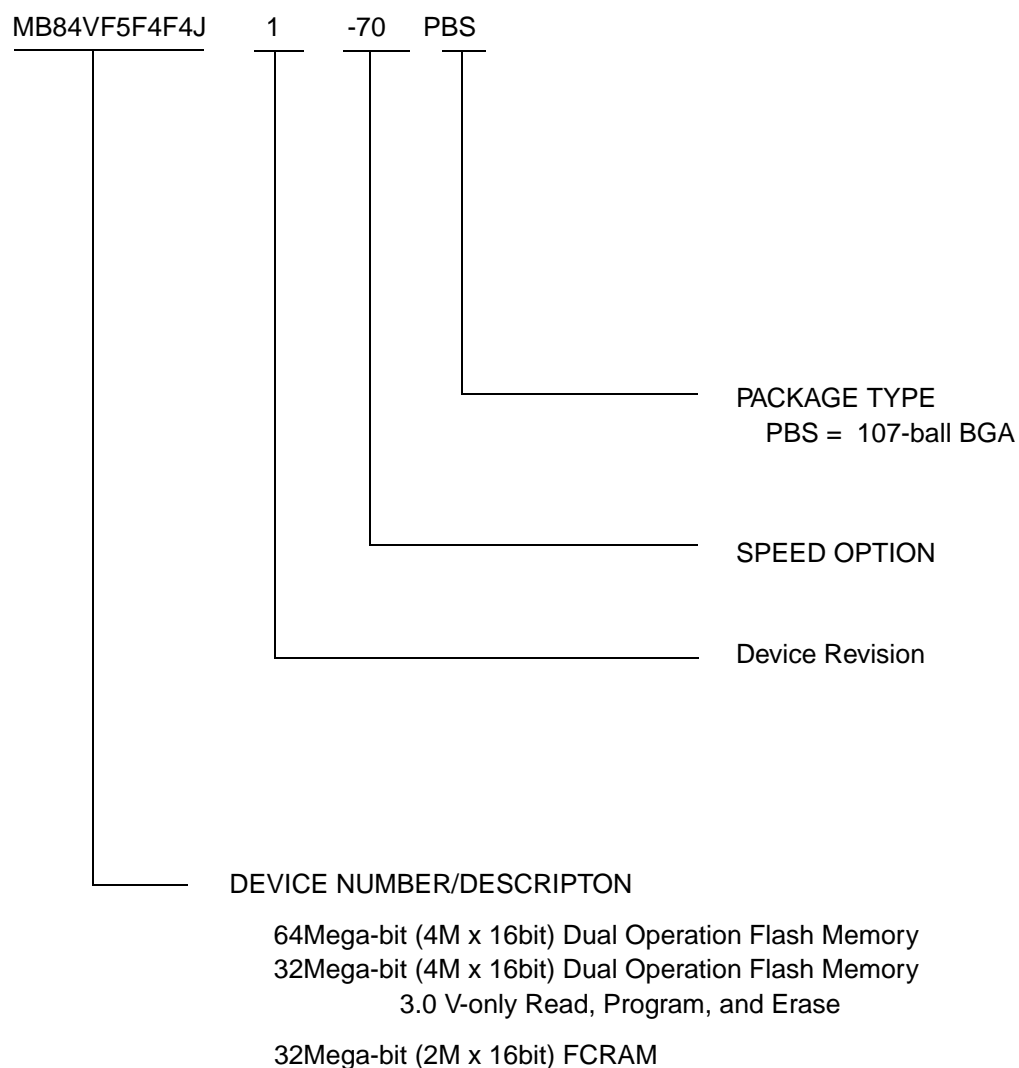 MB84VF5F4F4J 1 -70 PBS
PACKAGE TYPE
PBS = 107-ball BGA
SPEED OPTION
Device Revision
DEVICE NUMBER/DESCRIPTON
64Mega-bit (4M x 16bit) Dual Operation Flash Memory
32Mega-bit (4M x 16bit) Dual Operation Flash Memory
3.0 V-only Read, Program, and Erase
32Mega-bit (2M x 16bit) FCRAM